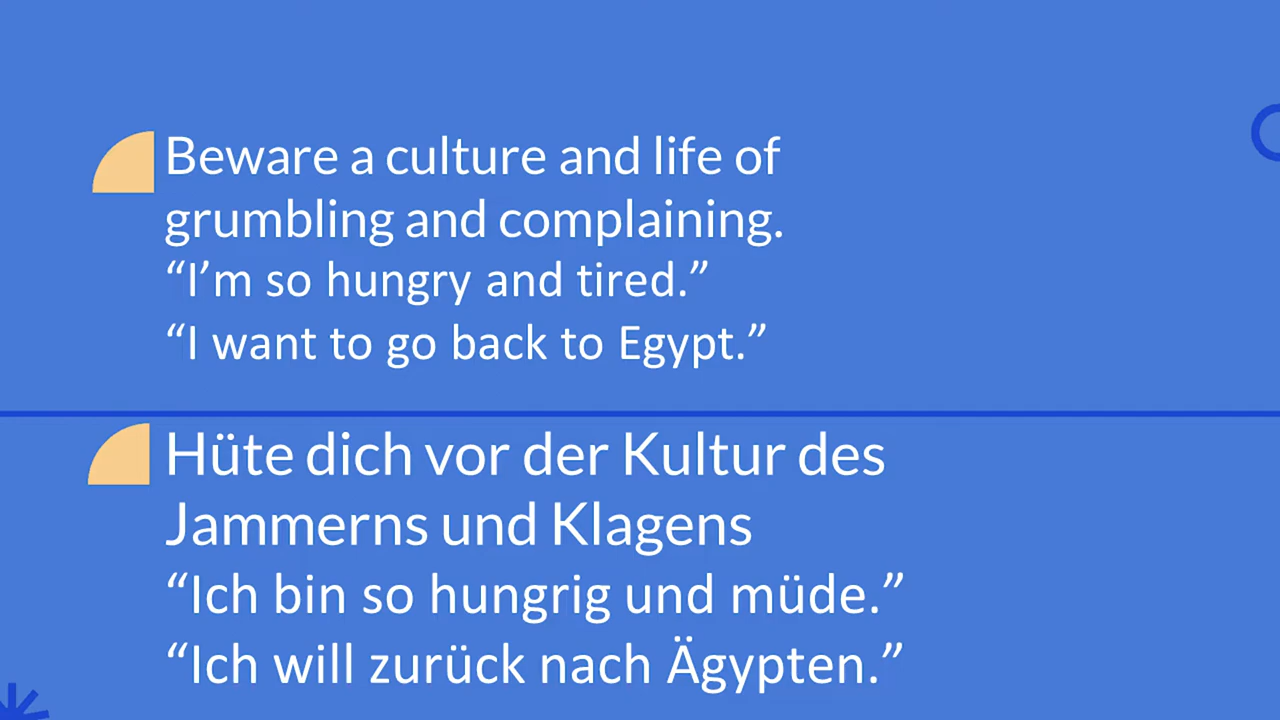 Beware a culture and life of
grumbling and complaining.
“I’m so hungry and tired.”
“I want to go back to Egypt.”
Hüte dich vor der Kultur des
Jammerns und Klagens
“Ich bin so hungrig und müde.”
“Ich will zurück nach Ägypten.”